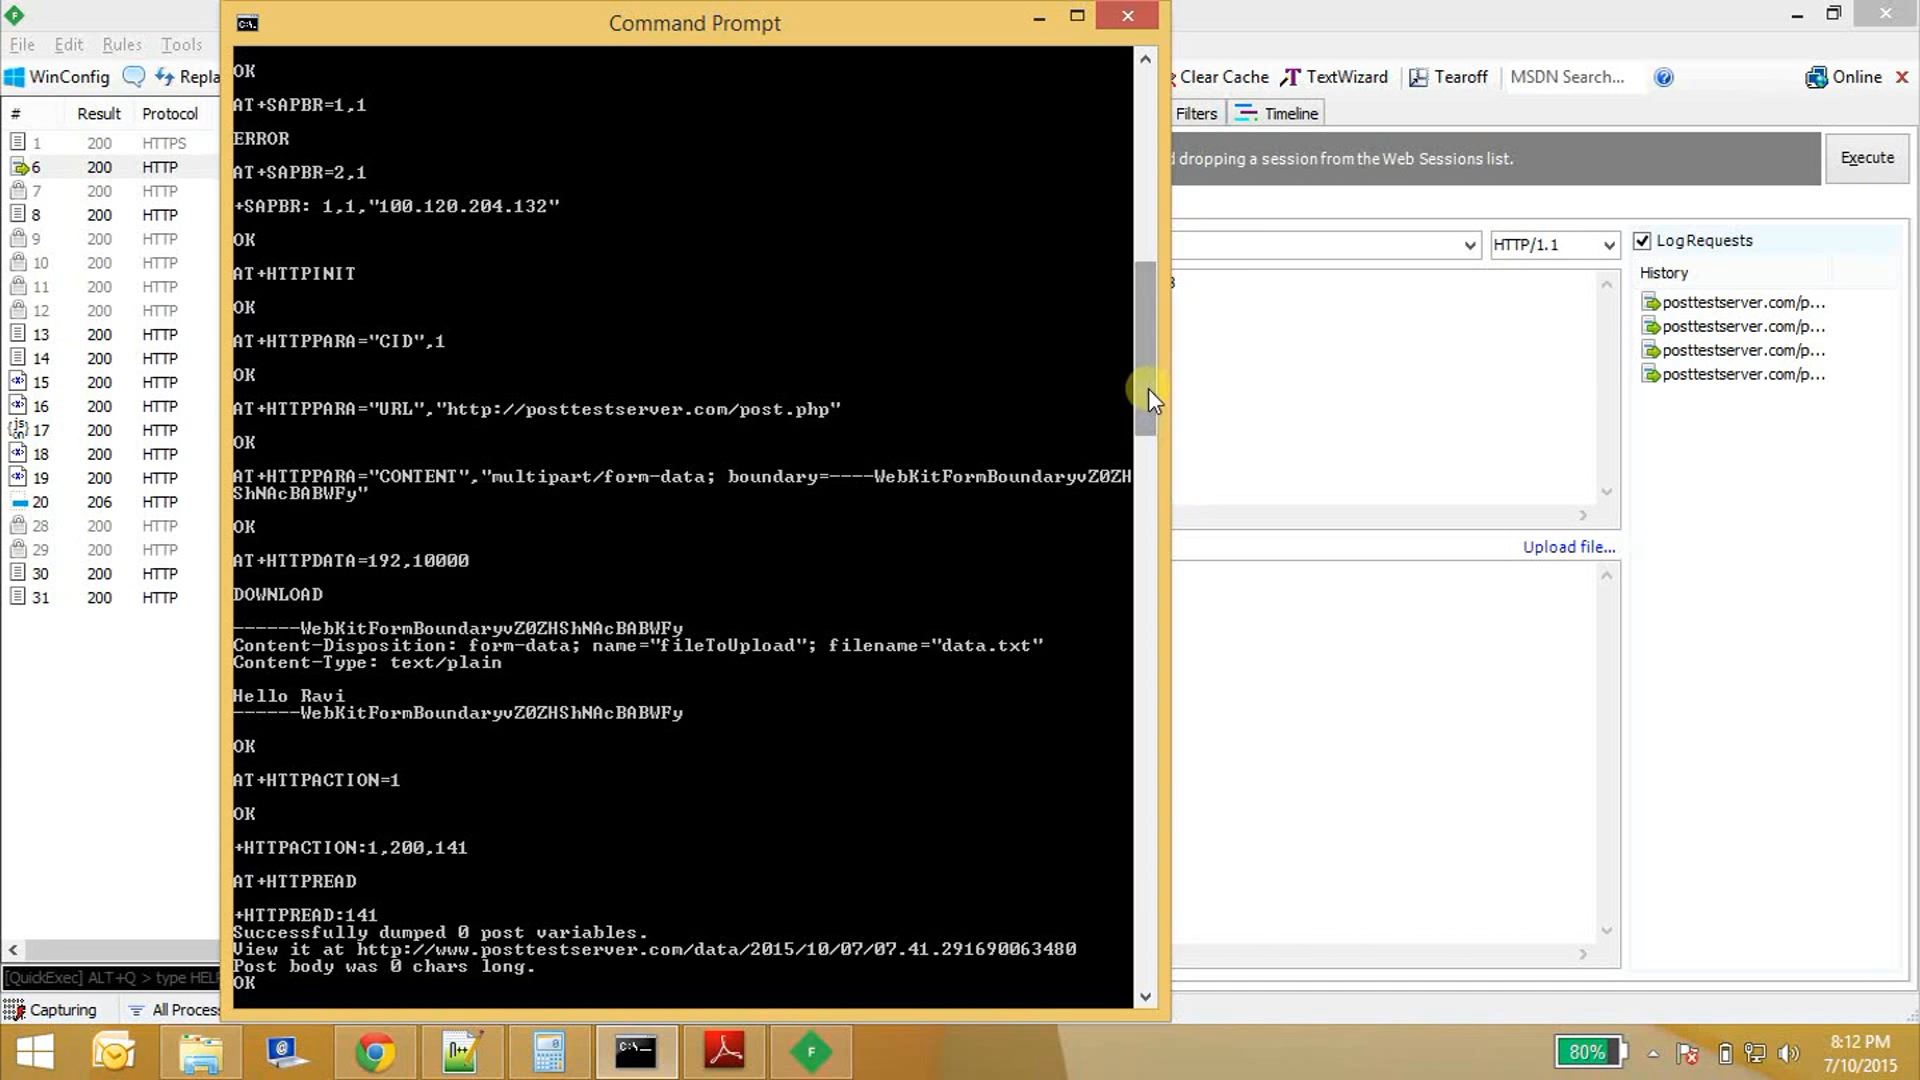 Command Prompt
File Edit Rules Tools
WinConfig Repla
Clear Cache TextWizard Tearoff MSDN Search... Online
# Result Protocol
Filters Timeline
1 200 HTTPS
6 200 HTTP
7 200 HTTP
8 200 HTTP
9 200 HTTP
10 200 HTTP
11 200 HTTP
12 200 HTTP
13 200 HTTP
14 200 HTTP
15 200 HTTP
16 200 HTTP
17 200 HTTP
18 200 HTTP
19 200 HTTP
20 206 HTTP
28 200 HTTP
29 200 HTTP
30 200 HTTP
31 200 HTTP
OK
AT+SAPBR=1,1
ERROR
AT+SAPBR=2,1
+SAPBR: 1,1,"100.120.204.132"
OK
AT+HTTPINIT
OK
AT+HTTPPARA="CID",1
OK
AT+HTTPPARA="URL","http://posttestserver.com/post.php"
OK
AT+HTTPPARA="CONTENT","multipart/form-data; boundary=----WebKitFormBoundaryvZ0ZH
ShNAcBABWFy"
OK
AT+HTTPDATA=192,10000
DOWNLOAD
------WebKitFormBoundaryvZ0ZHShNAcBABWFy
Content-Disposition: form-data; name="fileToUpload"; filename="data.txt"
Content-Type: text/plain
Hello Ravi
------WebKitFormBoundaryvZ0ZHShNAcBABWFy
OK
AT+HTTPACTION=1
OK
+HTTPACTION:1,200,141
AT+HTTPREAD
+HTTPREAD:141
Successfully dumped 0 post variables.
View it at http://www.posttestserver.com/data/2015/10/07/07.41.291690063480
Post body was 0 chars long.
OK
dropping a session from the Web Sessions list.
Execute
HTTP/1.1
Log Requests
History
posttestserver.com/p...
posttestserver.com/p...
posttestserver.com/p...
posttestserver.com/p...
Upload file...
[QuickExec] ALT+Q > type HEL
Capturing All Proces
80%
8:12 PM
7/10/2015